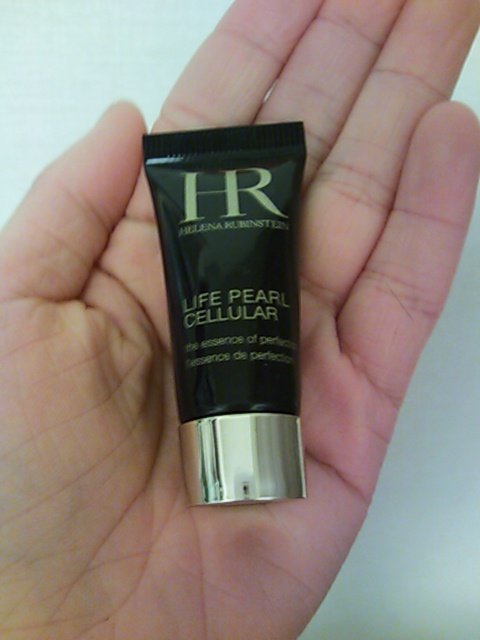 HR
HELENA RUBINSTEIN
LIFE PEARL
CELLULAR
the essence of perfection
l'essence de perfection